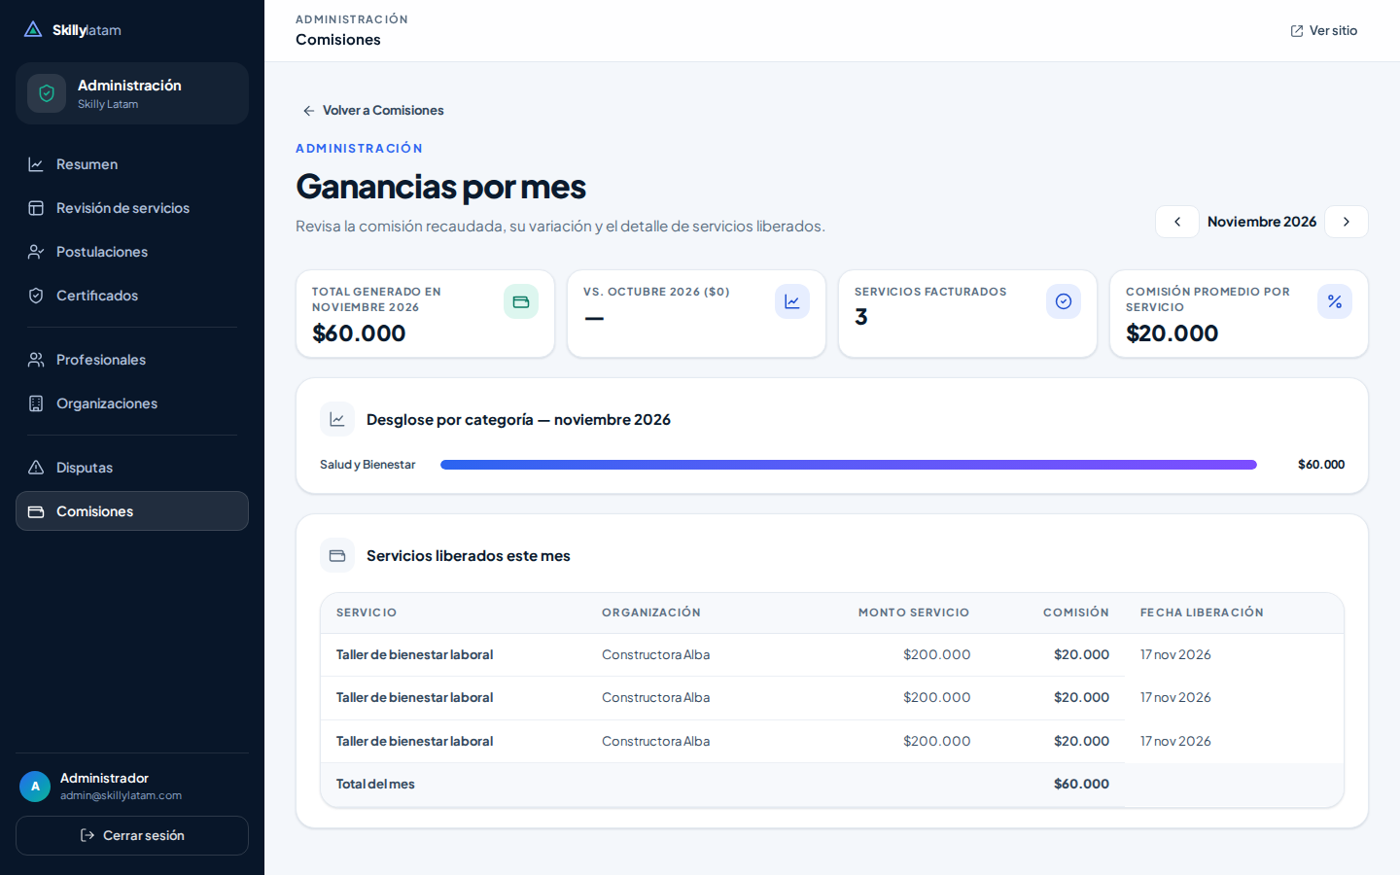 Skillylatam
Administración
Skilly Latam
Resumen
Revisión de servicios
Postulaciones
Certificados
Profesionales
Organizaciones
Disputas
Comisiones
A
Administrador
admin@skillylatam.com
Cerrar sesión
ADMINISTRACIÓN
Comisiones
Ver sitio
Volver a Comisiones
ADMINISTRACIÓN
Ganancias por mes
Revisa la comisión recaudada, su variación y el detalle de servicios liberados.
Noviembre 2026
TOTAL GENERADO EN
NOVIEMBRE 2026
$60.000
VS. OCTUBRE 2026 ($0)
—
SERVICIOS FACTURADOS
3
COMISIÓN PROMEDIO POR
SERVICIO
$20.000
Desglose por categoría — noviembre 2026
Salud y Bienestar $60.000
Servicios liberados este mes
SERVICIO ORGANIZACIÓN MONTO SERVICIO COMISIÓN FECHA LIBERACIÓN
Taller de bienestar laboral Constructora Alba $200.000 $20.000 17 nov 2026
Taller de bienestar laboral Constructora Alba $200.000 $20.000 17 nov 2026
Taller de bienestar laboral Constructora Alba $200.000 $20.000 17 nov 2026
Total del mes $60.000